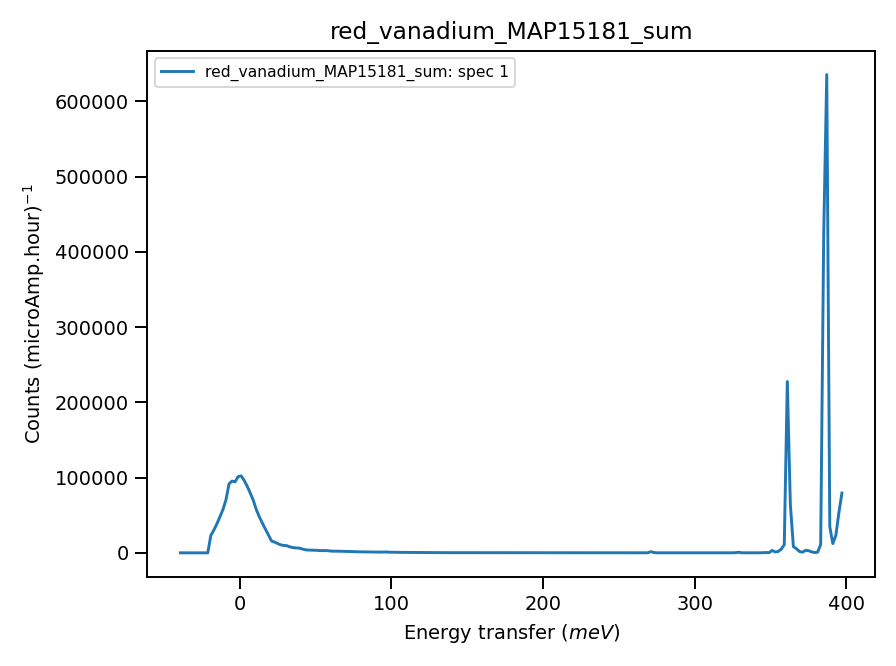 red_vanadium_MAP15181_sum
red_vanadium_MAP15181_sum: spec 1
Counts (microAmp.hour)⁻¹
600000
500000
400000
300000
200000
100000
0
0 100 200 300 400
Energy transfer (meV)